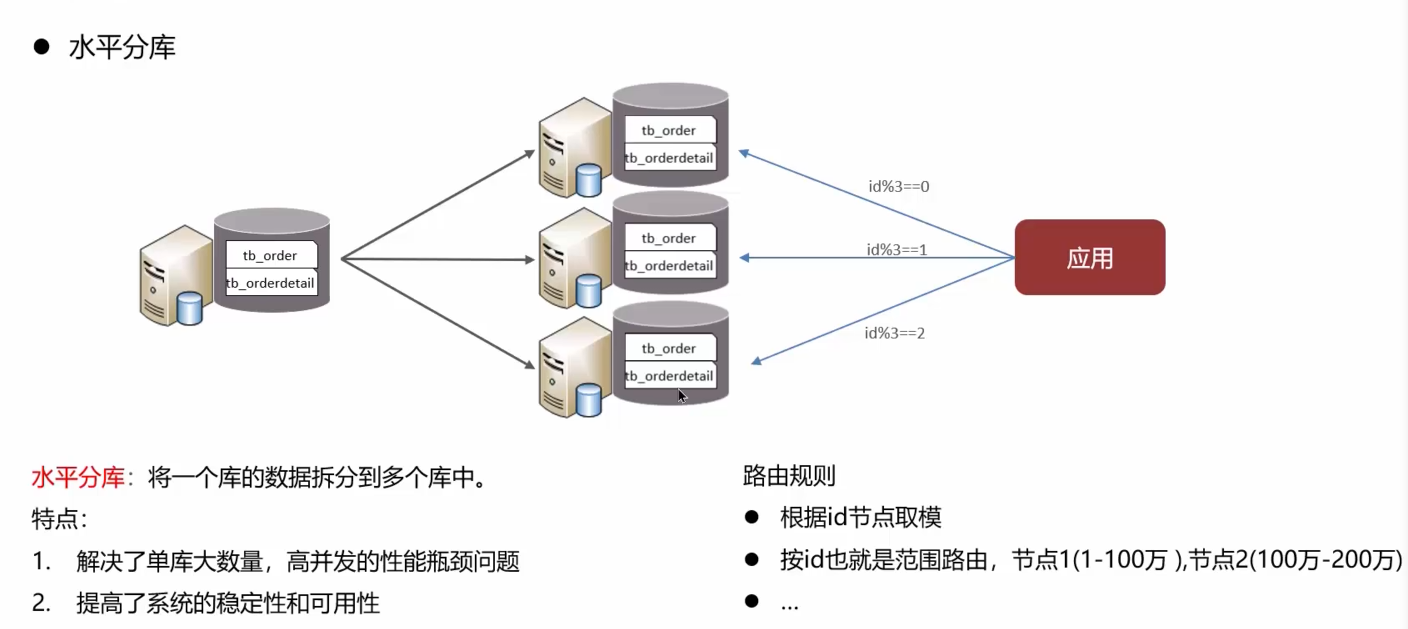 ● 水平分库
tb_order
tb_orderdetail
tb_order
tb_orderdetail
tb_order
tb_orderdetail
tb_order
tb_orderdetail
id%3==0
id%3==1
id%3==2
应用
水平分库：将一个库的数据拆分到多个库中。
特点：
1. 解决了单库大数量，高并发的性能瓶颈问题
2. 提高了系统的稳定性和可用性
路由规则
● 根据id节点取模
● 按id也就是范围路由，节点1(1-100万 ),节点2(100万-200万)
● ...